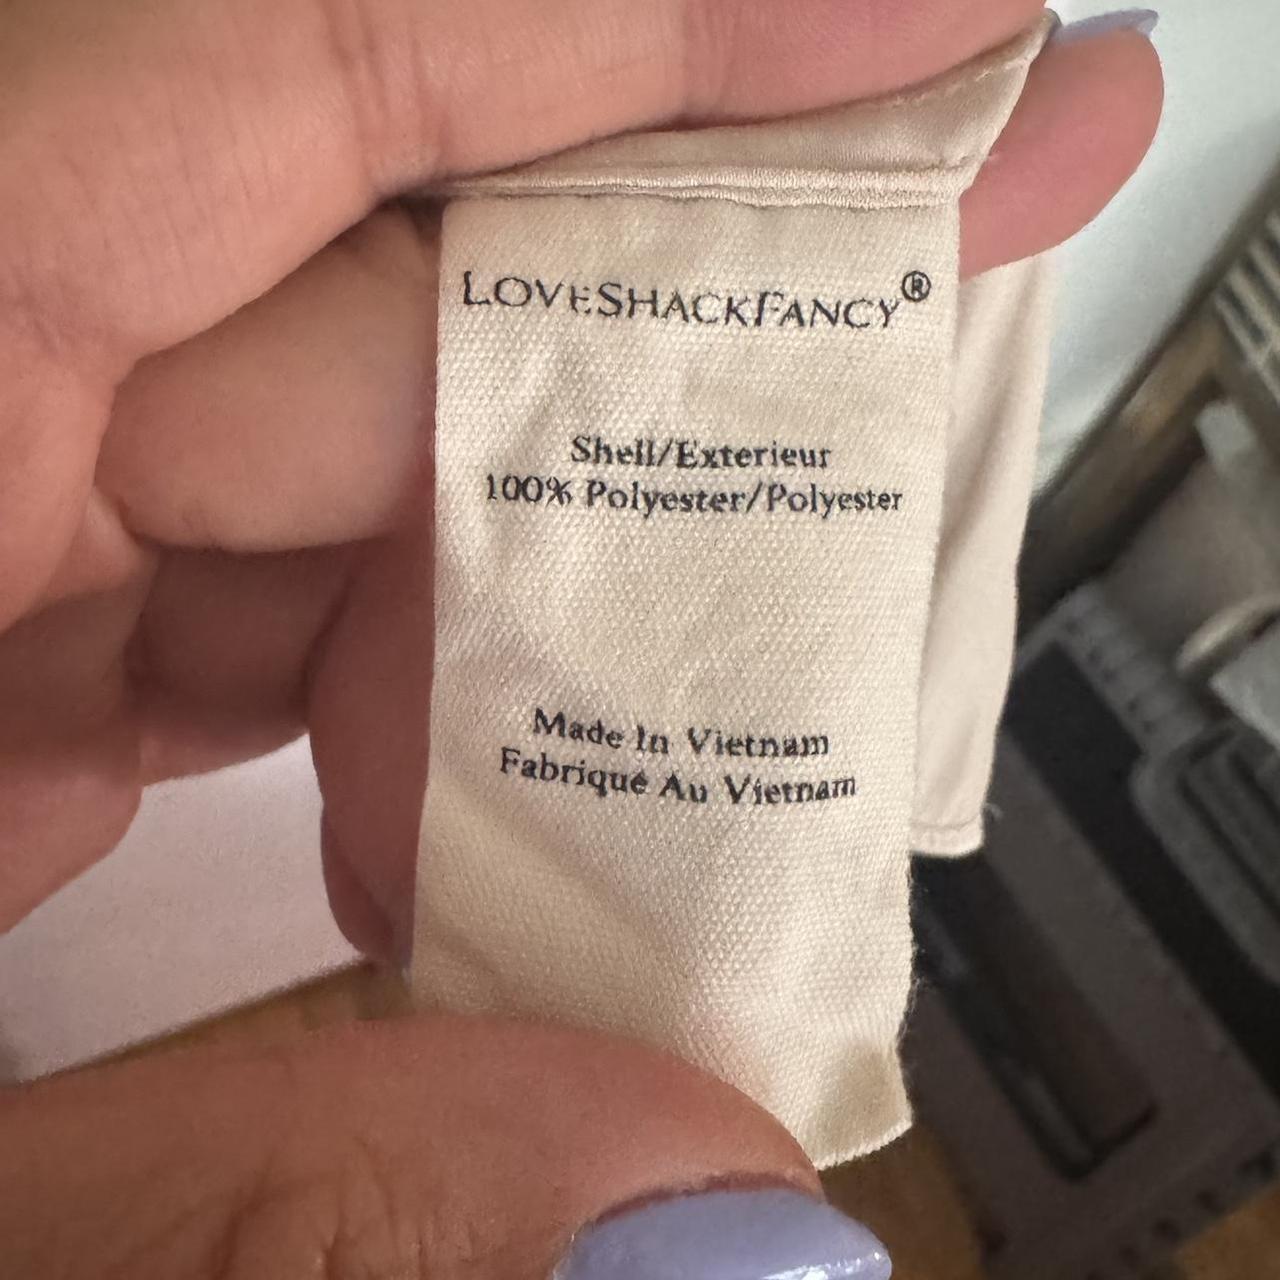 LOVESHACKFANCY®
Shell/Exterieur
100% Polyester/Polyester
Made In Vietnam
Fabriqué Au Vietnam